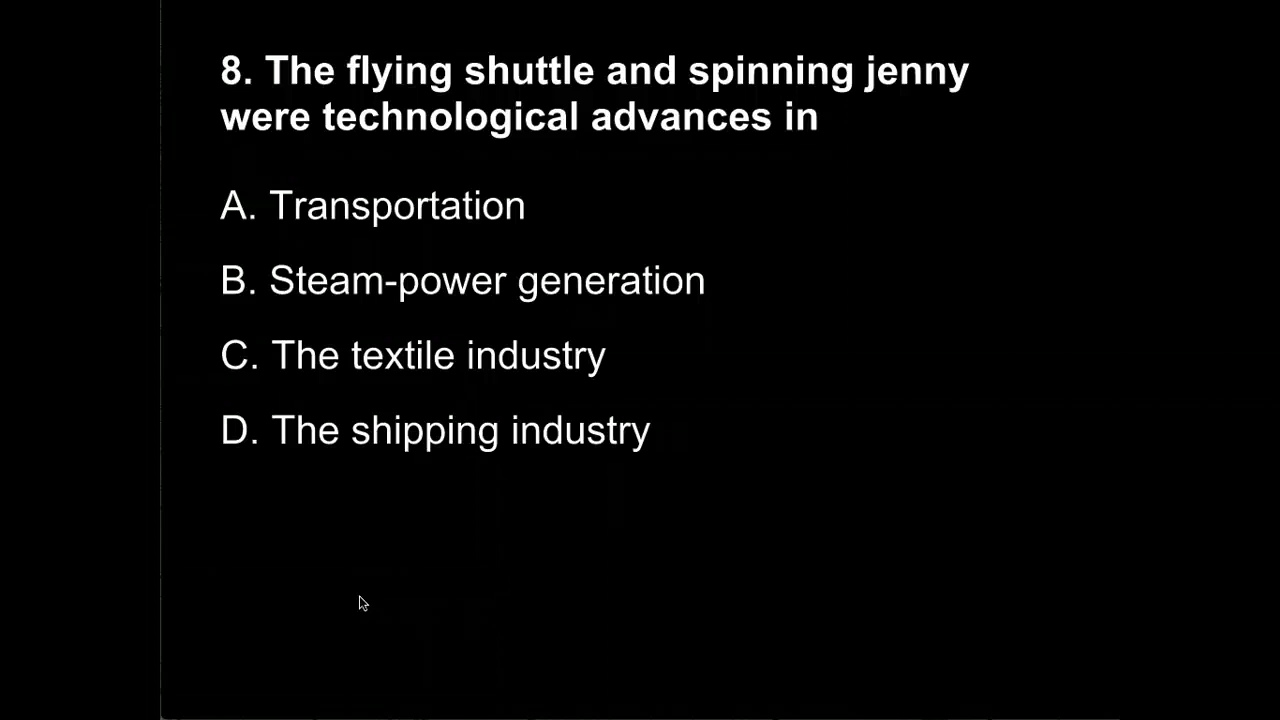 8. The flying shuttle and spinning jenny
were technological advances in
A. Transportation
B. Steam-power generation
C. The textile industry
D. The shipping industry